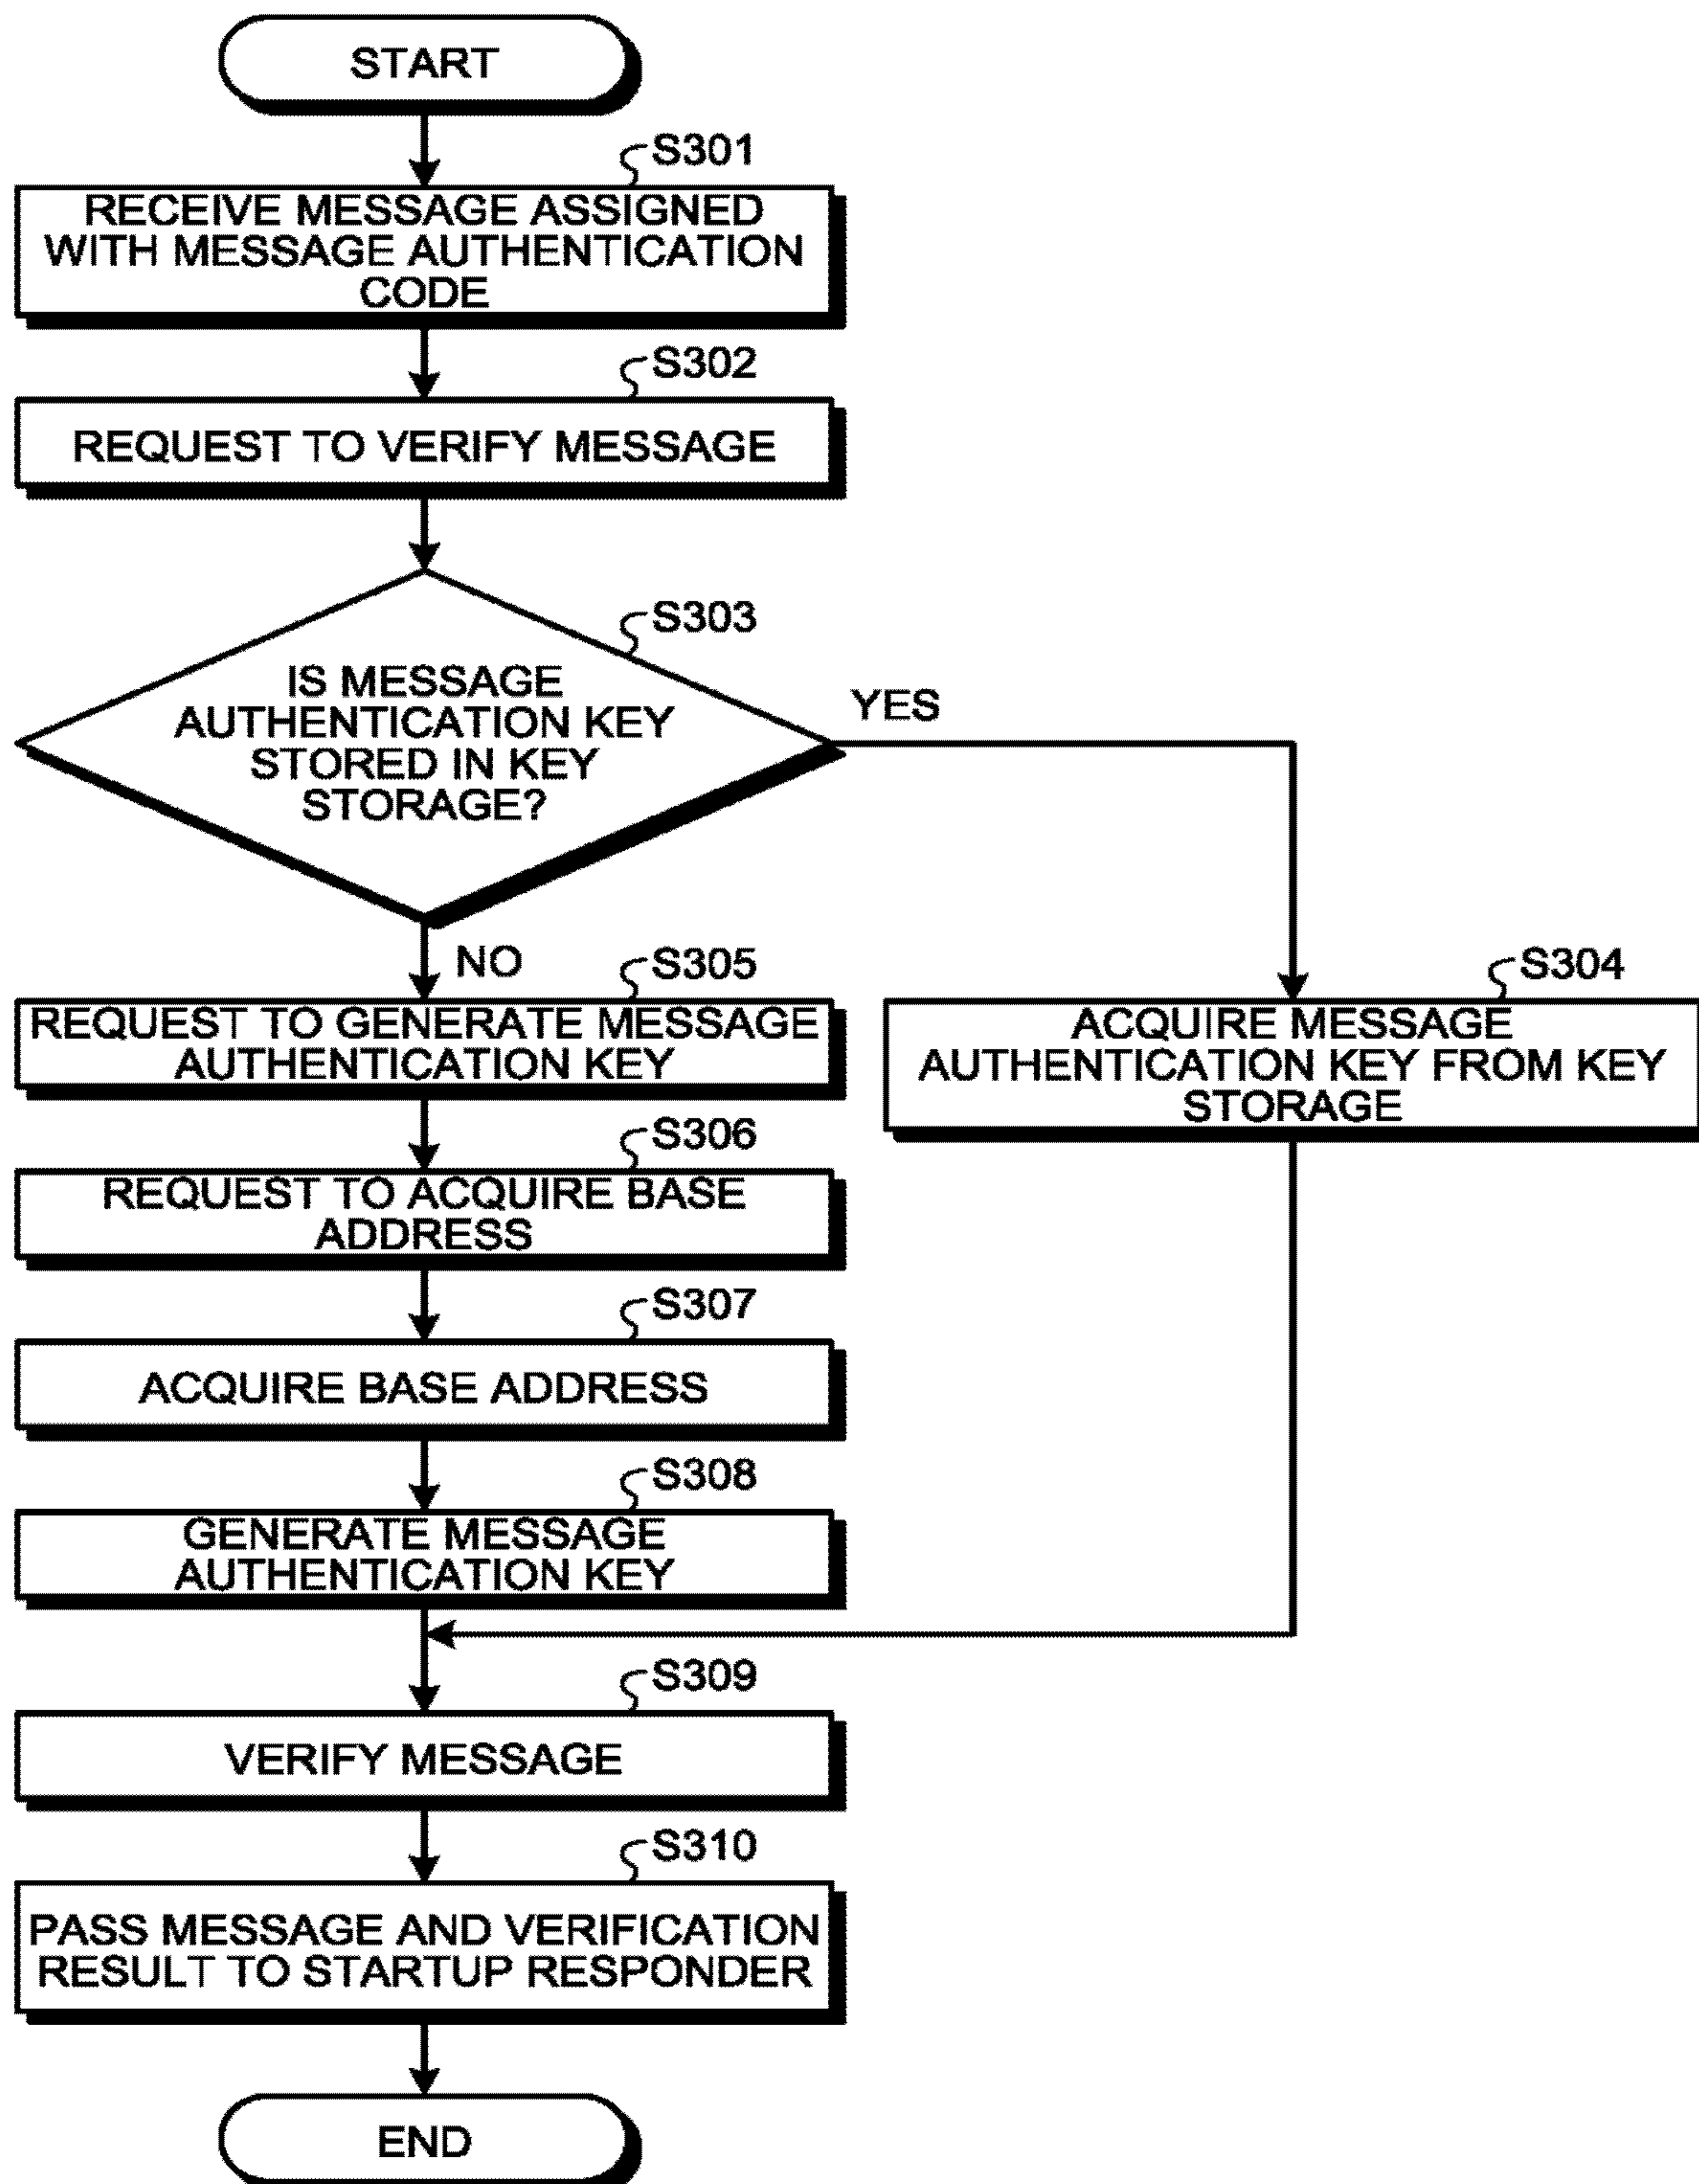 START
S301
RECEIVE MESSAGE ASSIGNED
WITH MESSAGE AUTHENTICATION
CODE
S302
REQUEST TO VERIFY MESSAGE
S303
IS MESSAGE
AUTHENTICATION KEY
STORED IN KEY
STORAGE?
YES
NO
S305
REQUEST TO GENERATE MESSAGE
AUTHENTICATION KEY
S304
ACQUIRE MESSAGE
AUTHENTICATION KEY FROM KEY
STORAGE
S306
REQUEST TO ACQUIRE BASE
ADDRESS
S307
ACQUIRE BASE ADDRESS
S308
GENERATE MESSAGE
AUTHENTICATION KEY
S309
VERIFY MESSAGE
S310
PASS MESSAGE AND VERIFICATION
RESULT TO STARTUP RESPONDER
END